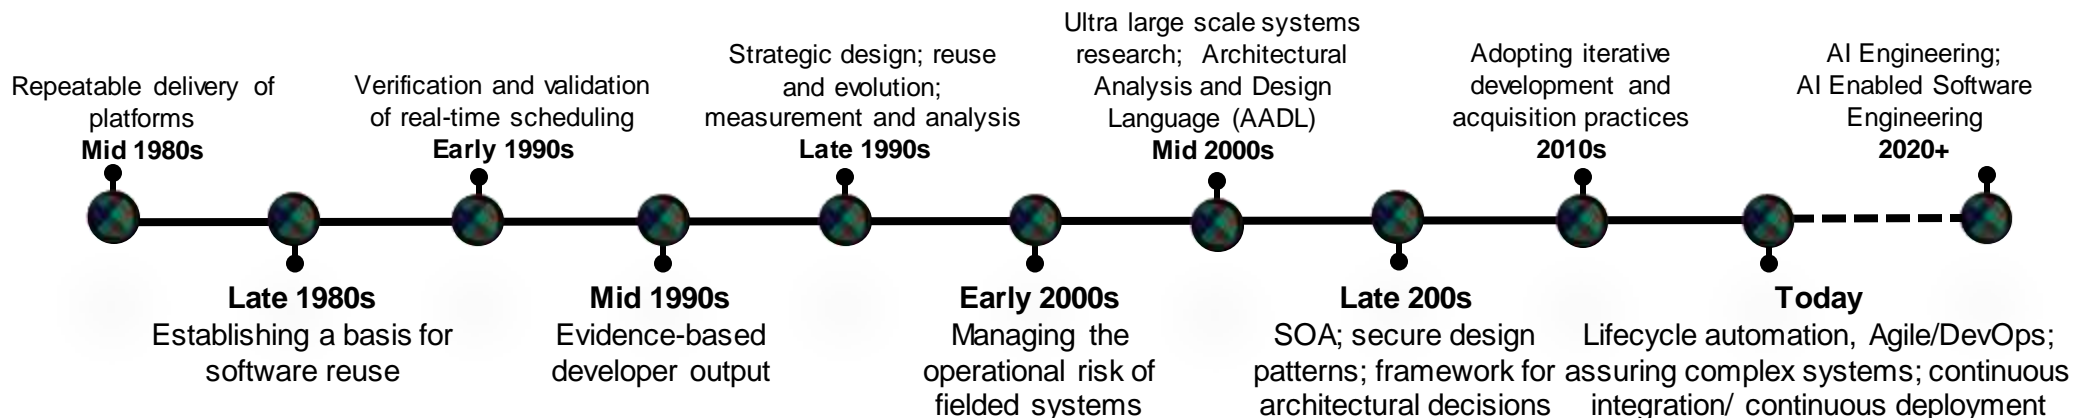 Repeatable delivery of
platforms
Mid 1980s
Late 1980s
Establishing a basis for
software reuse
Verification and validation
of real-time scheduling
Early 1990s
Mid 1990s
Evidence-based
developer output
Strategic design; reuse
and evolution;
measurement and analysis
Late 1990s
Early 2000s
Managing the
operational risk of
fielded systems
Ultra large scale systems
research; Architectural
Analysis and Design
Language (AADL)
Mid 2000s
Late 200s
SOA; secure design
patterns; framework for
architectural decisions
Adopting iterative
development and
acquisition practices
2010s
Today
Lifecycle automation, Agile/DevOps;
assuring complex systems; continuous
integration/ continuous deployment
AI Engineering;
AI Enabled Software
Engineering
2020+